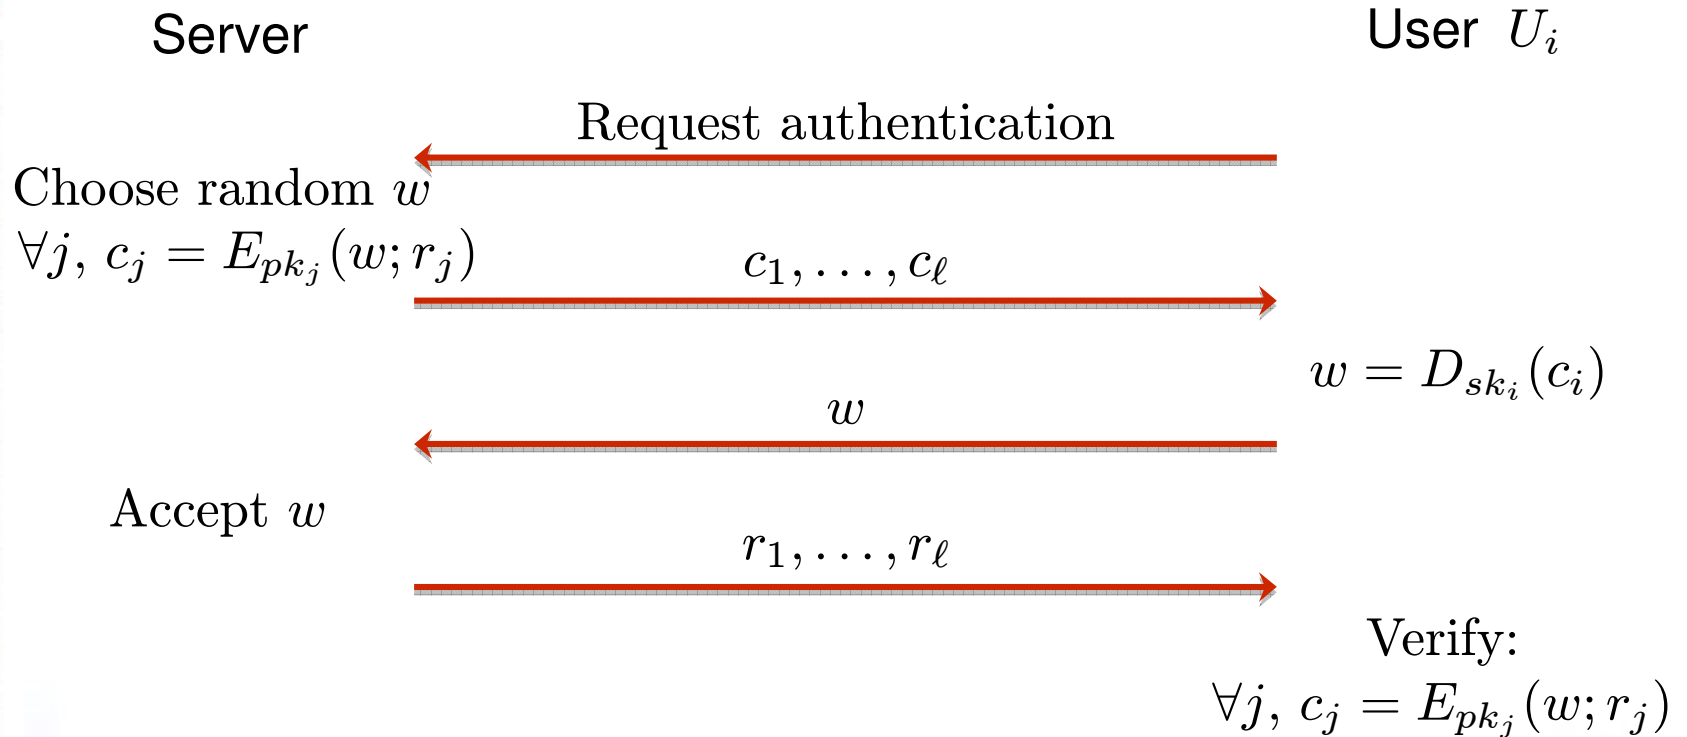 Server
User U_i
Request authentication
Choose random w
∀j, c_j = E_{pk_j}(w; r_j)
c_1, . . . , c_ℓ
w = D_{sk_i}(c_i)
w
Accept w
r_1, . . . , r_ℓ
Verify:
∀j, c_j = E_{pk_j}(w; r_j)